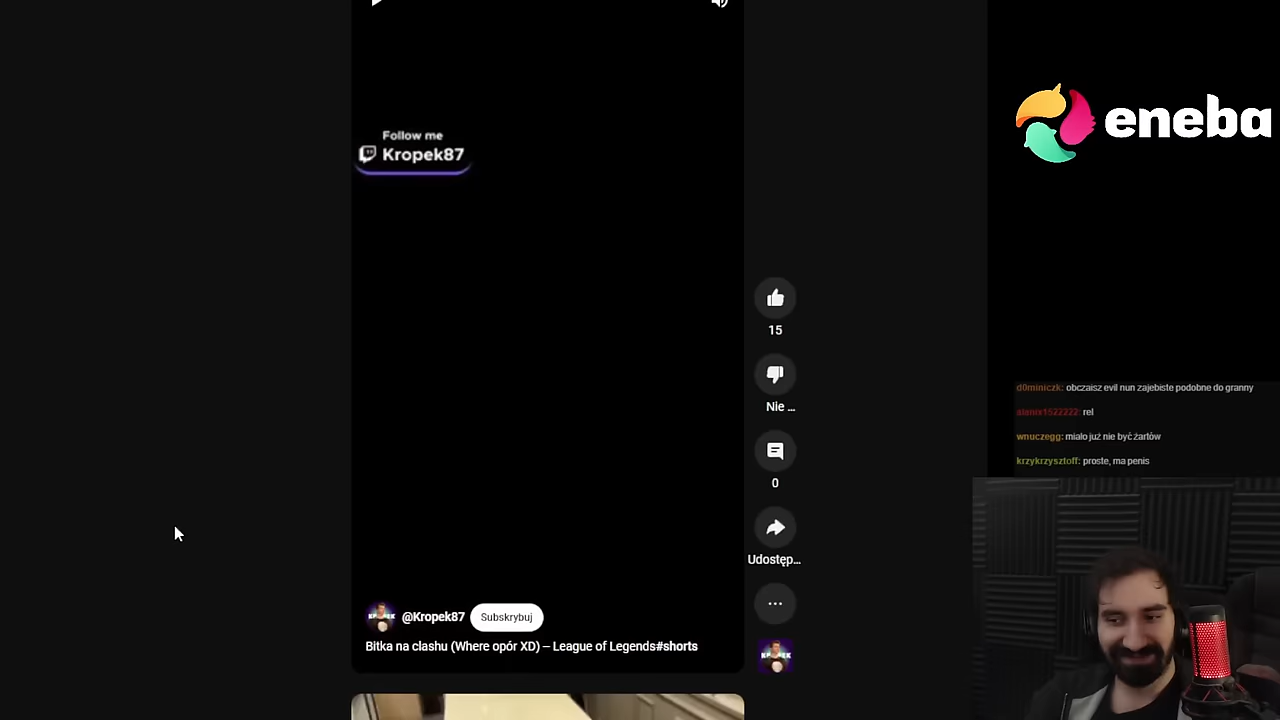 Follow me
Kropek87
eneba
15
Nie ...
0
Udostęp...
@Kropek87
Subskrybuj
Bitka na clashu (Where opór XD) – League of Legends#shorts
d0miniczk: obczaisz evil nun zajebiste podobne do granny
alanix1522222: rel
wnuczegg: miało już nie być żartów
krzykrzysztoff: proste, ma penis